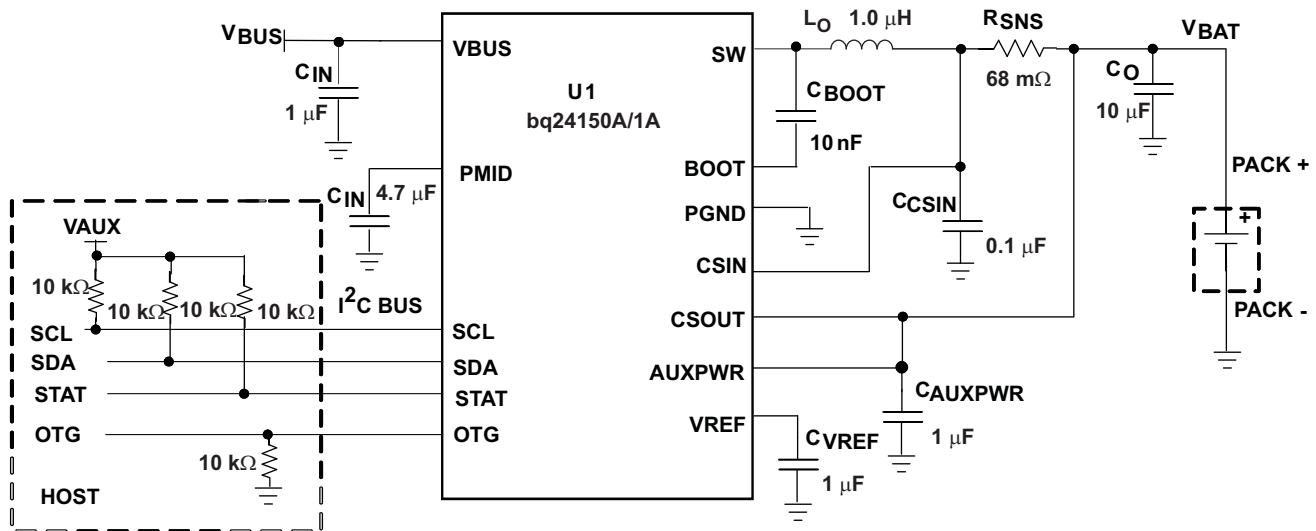 VBUS
CIN
1 μF
CIN
4.7 μF
VBUS
PMID
SCL
SDA
STAT
OTG
U1
bq24150A/1A
SW
BOOT
PGND
CSIN
CSOUT
AUXPWR
VREF
LO 1.0 μH
RSNS
68 mΩ
VBAT
CBOOT
10 nF
CO
10 μF
CCSIN
0.1 μF
PACK +
+
PACK -
CAUXPWR
1 μF
CVREF
1 μF
VAUX
10 kΩ
10 kΩ
10 kΩ
I2C BUS
SCL
SDA
STAT
OTG
10 kΩ
HOST